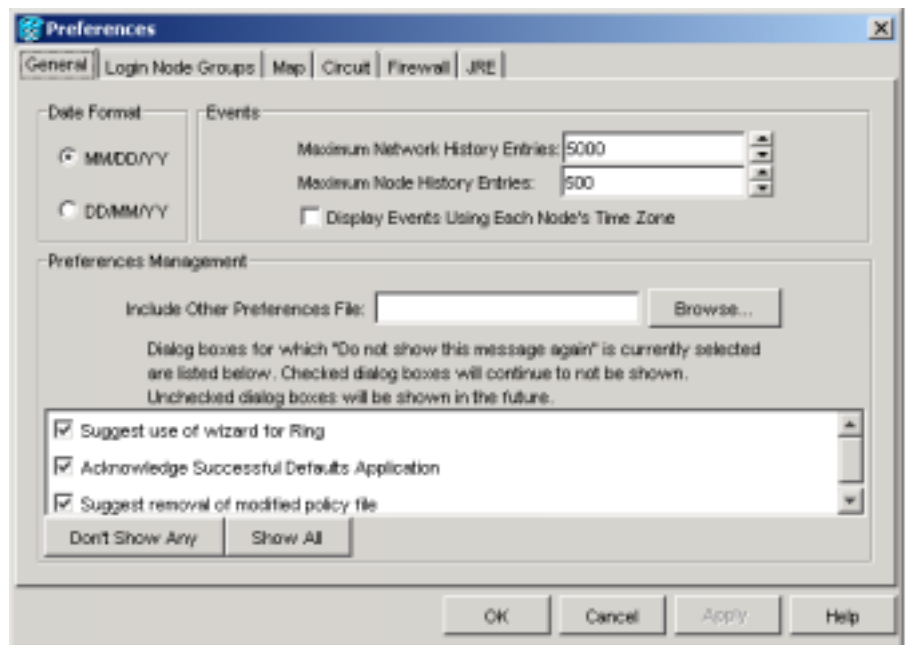 Preferences
General Login Node Groups Map Circuit Firewall JRE
Date Format
MM/DD/YY
DD/MM/YY
Events
Maximum Network History Entries: 5000
Maximum Node History Entries: 500
Display Events Using Each Node's Time Zone
Preferences Management
Include Other Preferences File: Browse...
Dialog boxes for which "Do not show this message again" is currently selected
are listed below. Checked dialog boxes will continue to not be shown.
Unchecked dialog boxes will be shown in the future.
Suggest use of wizard for Ring
Acknowledge Successful Defaults Application
Suggest removal of modified policy file
Don't Show Any Show All
OK Cancel Apply Help